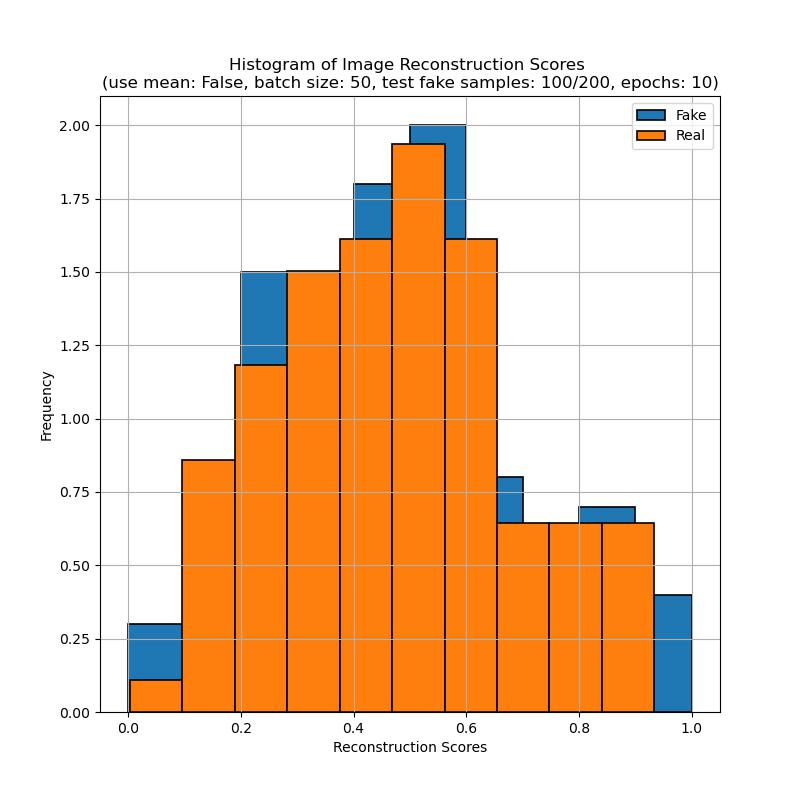 Histogram of Image Reconstruction Scores
(use mean: False, batch size: 50, test fake samples: 100/200, epochs: 10)
Fake
Real
2.00
1.75
1.50
1.25
1.00
0.75
0.50
0.25
0.00
Frequency
0.0 0.2 0.4 0.6 0.8 1.0
Reconstruction Scores